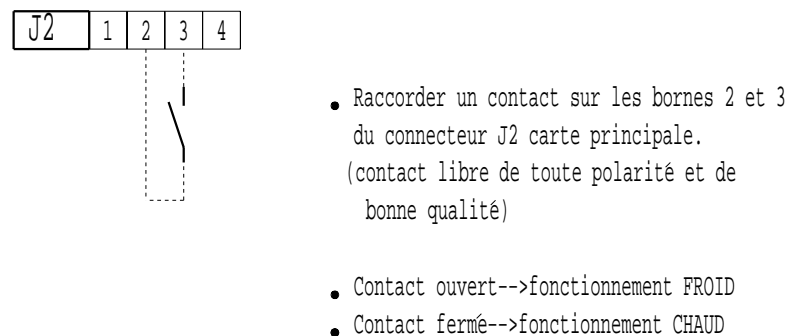 J2 1 2 3 4
• Raccorder un contact sur les bornes 2 et 3
du connecteur J2 carte principale.
(contact libre de toute polarité et de
bonne qualité)
• Contact ouvert-->fonctionnement FROID
• Contact fermé-->fonctionnement CHAUD